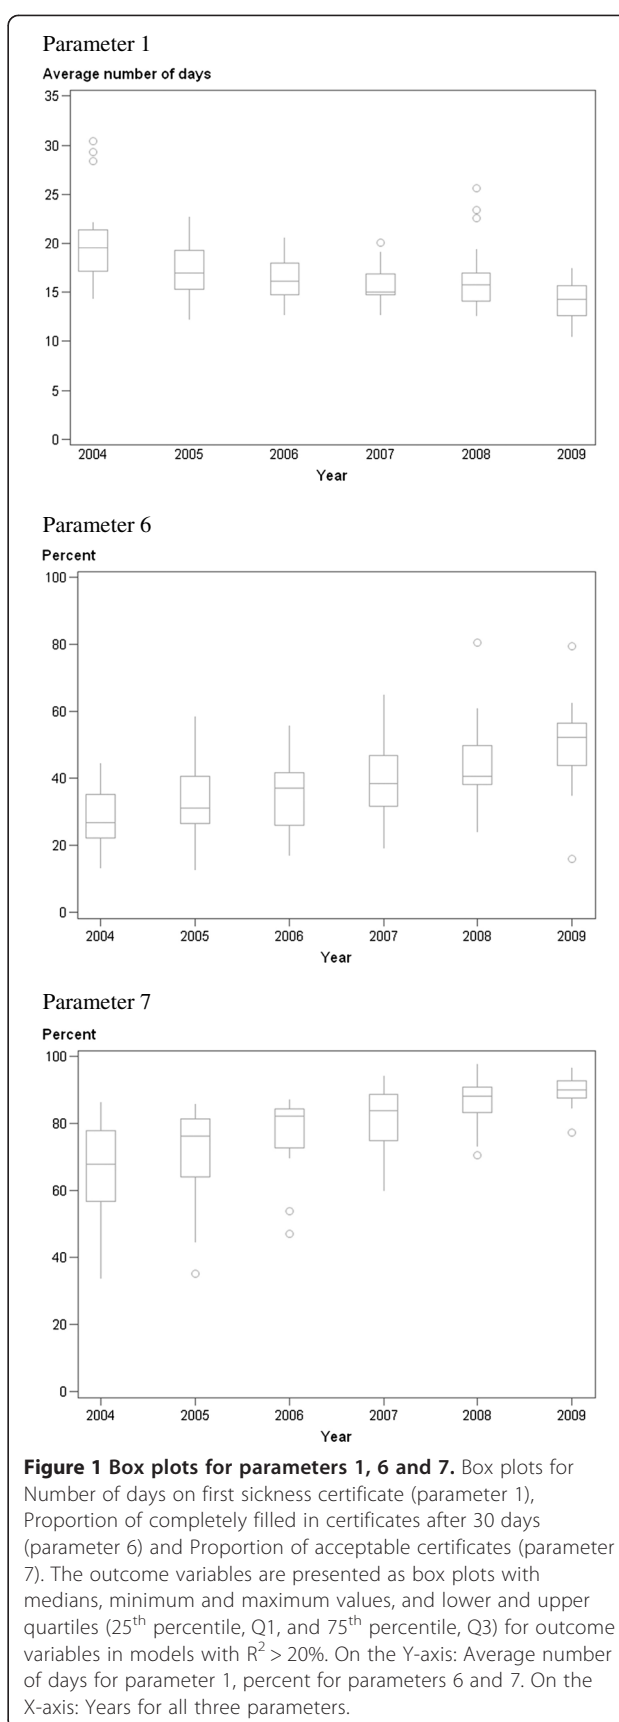 Parameter 1
Average number of days
35
30
25
20
15
10
5
0
2004 2005 2006 2007 2008 2009
Year
Parameter 6
Percent
100
80
60
40
20
0
2004 2005 2006 2007 2008 2009
Year
Parameter 7
Percent
100
80
60
40
20
0
2004 2005 2006 2007 2008 2009
Year
Figure 1 Box plots for parameters 1, 6 and 7. Box plots for
Number of days on first sickness certificate (parameter 1),
Proportion of completely filled in certificates after 30 days
(parameter 6) and Proportion of acceptable certificates (parameter
7). The outcome variables are presented as box plots with
medians, minimum and maximum values, and lower and upper
quartiles (25th percentile, Q1, and 75th percentile, Q3) for outcome
variables in models with R2 > 20%. On the Y-axis: Average number
of days for parameter 1, percent for parameters 6 and 7. On the
X-axis: Years for all three parameters.